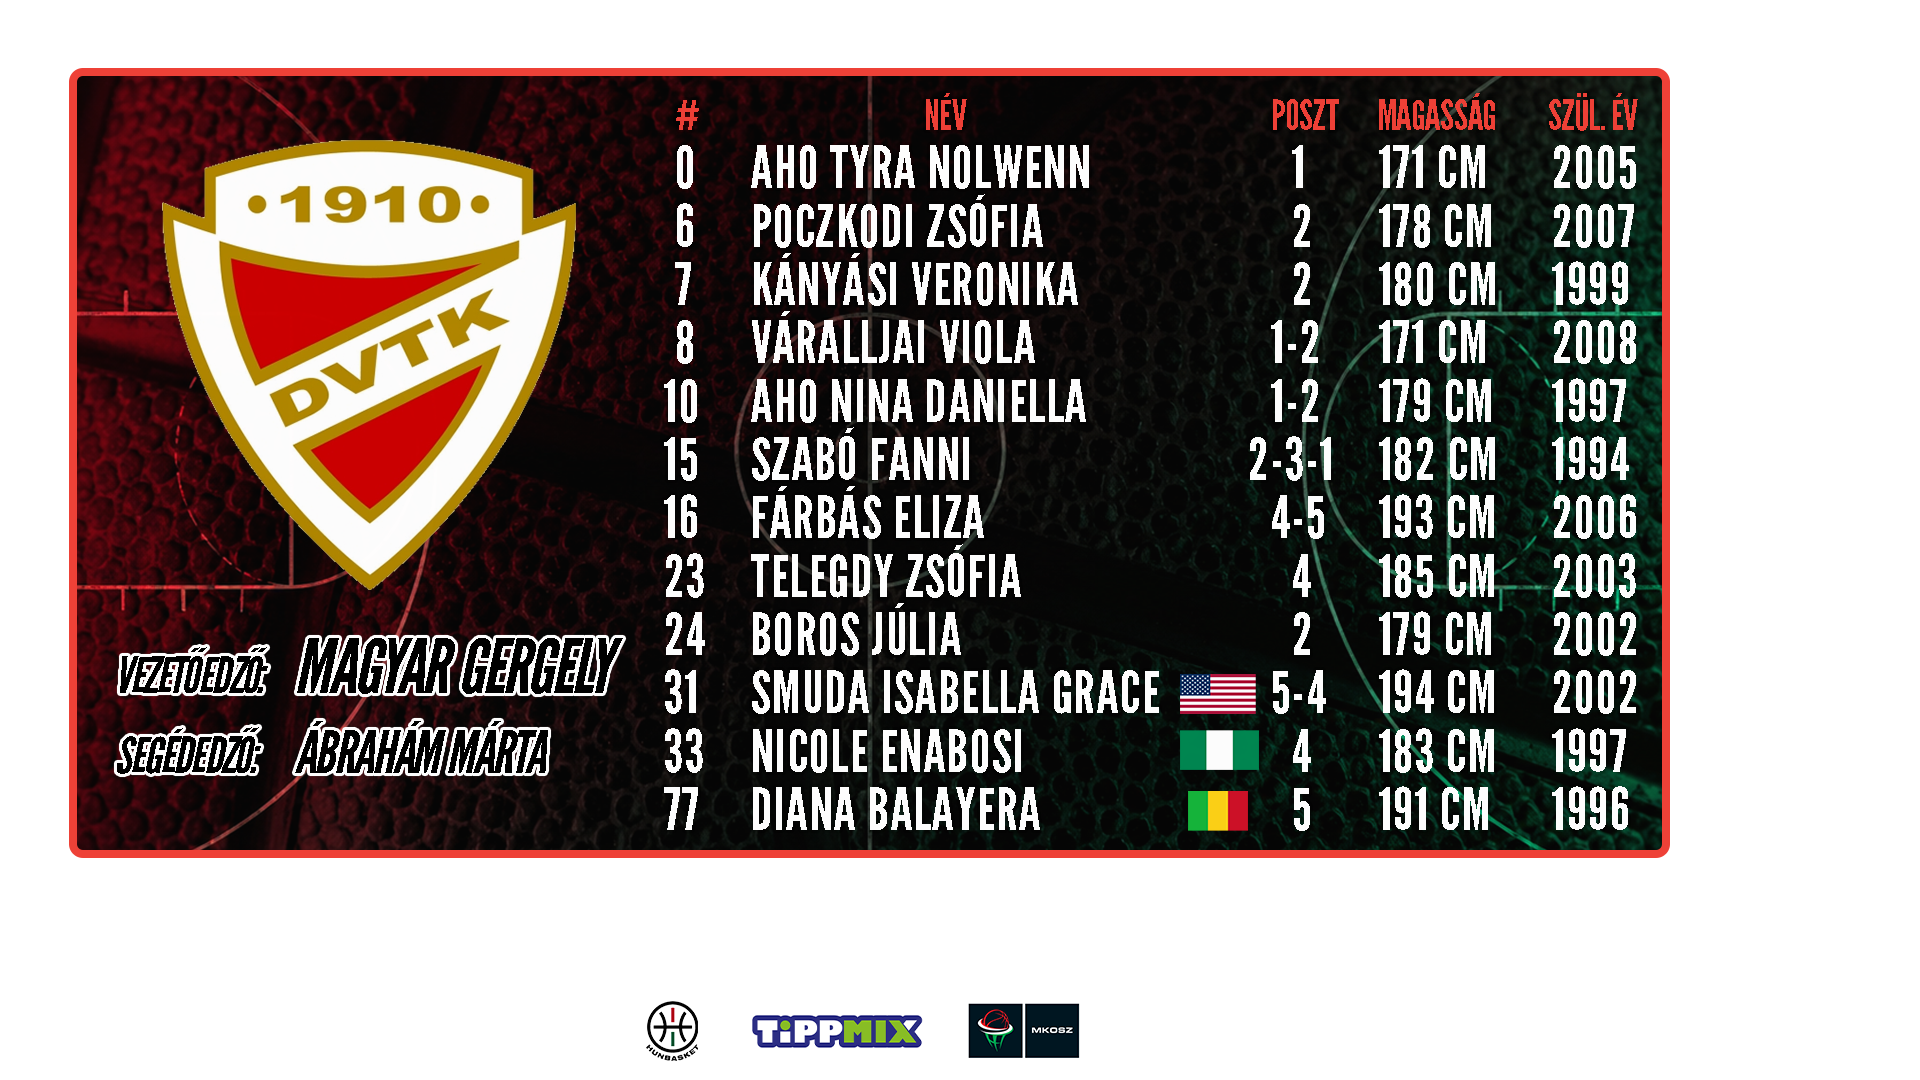 •1910•
DVTK
VEZETŐEDZŐ: MAGYAR GERGELY
SEGÉDEDZŐ: ÁBRAHÁM MÁRTA
# NÉV POSZT MAGASSÁG SZÜL. ÉV
0 AHO TYRA NOLWENN 1 171 CM 2005
6 POCZKODI ZSÓFIA 2 178 CM 2007
7 KÁNYÁSI VERONIKA 2 180 CM 1999
8 VÁRALLJAI VIOLA 1-2 171 CM 2008
10 AHO NINA DANIELLA 1-2 179 CM 1997
15 SZABÓ FANNI 2-3-1 182 CM 1994
16 FÁRBÁS ELIZA 4-5 193 CM 2006
23 TELEGDY ZSÓFIA 4 185 CM 2003
24 BOROS JÚLIA 2 179 CM 2002
31 SMUDA ISABELLA GRACE 5-4 194 CM 2002
33 NICOLE ENABOSI 4 183 CM 1997
77 DIANA BALAYERA 5 191 CM 1996
HUNBASKET TiPPMIX MKOSZ